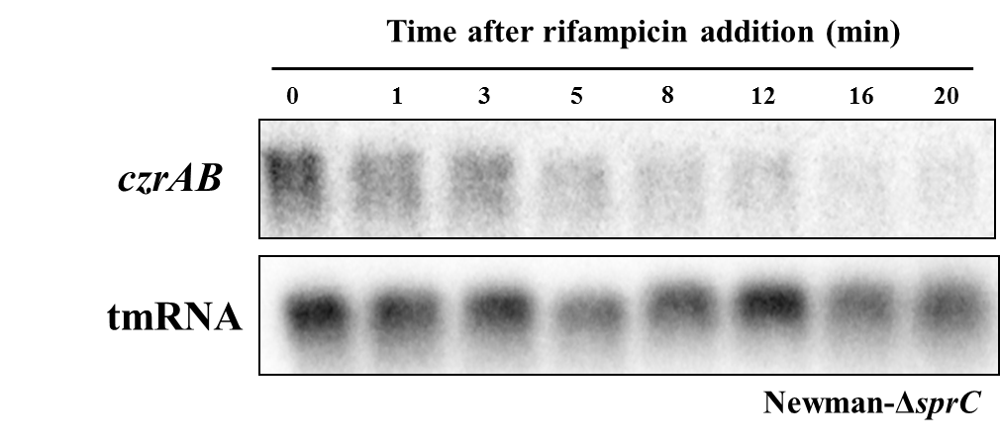 Time after rifampicin addition (min)
0 1 3 5 8 12 16 20
czrAB
tmRNA
Newman-ΔsprC